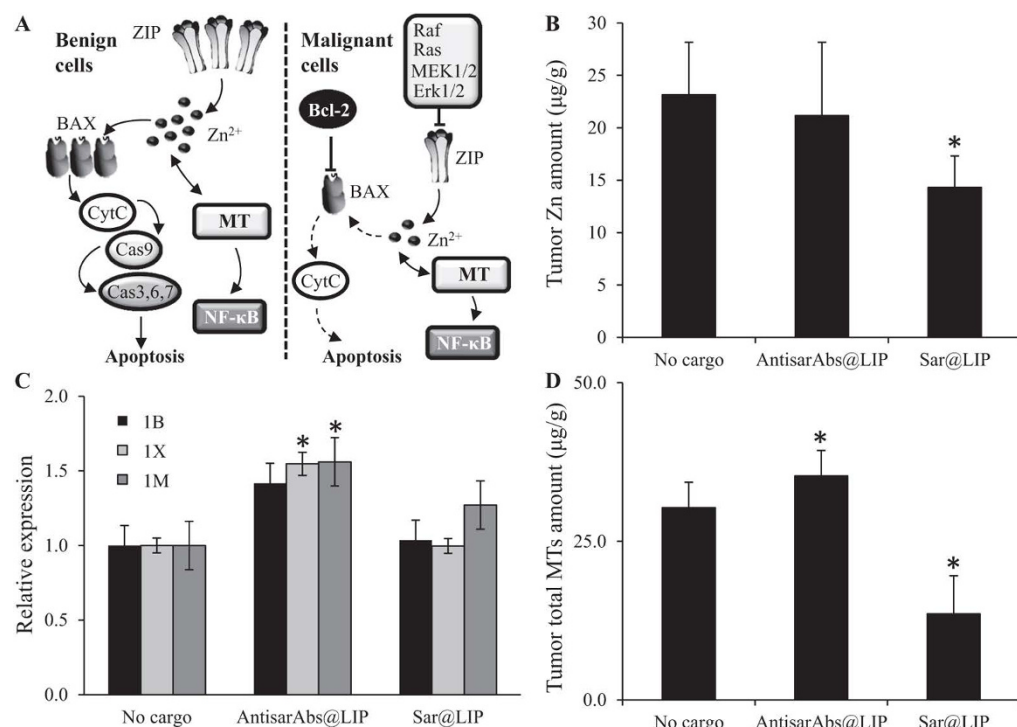 A
Benign
cells
ZIP
Zn²⁺
BAX
CytC
Cas9
Cas3,6,7
MT
NF-κB
Apoptosis
Malignant
cells
Raf
Ras
MEK1/2
Erk1/2
Bcl-2
ZIP
BAX
Zn²⁺
CytC
MT
NF-κB
Apoptosis
B
Tumor Zn amount (µg/g)
30
25
20
15
10
5
0
*
No cargo AntisarAbs@LIP Sar@LIP
C
Relative expression
2.0
1.5
1.0
0.5
0.0
1B
1X
1M
* *
No cargo AntisarAbs@LIP Sar@LIP
D
Tumor total MTs amount (µg/g)
50.0
25.0
0.0
*
*
No cargo AntisarAbs@LIP Sar@LIP